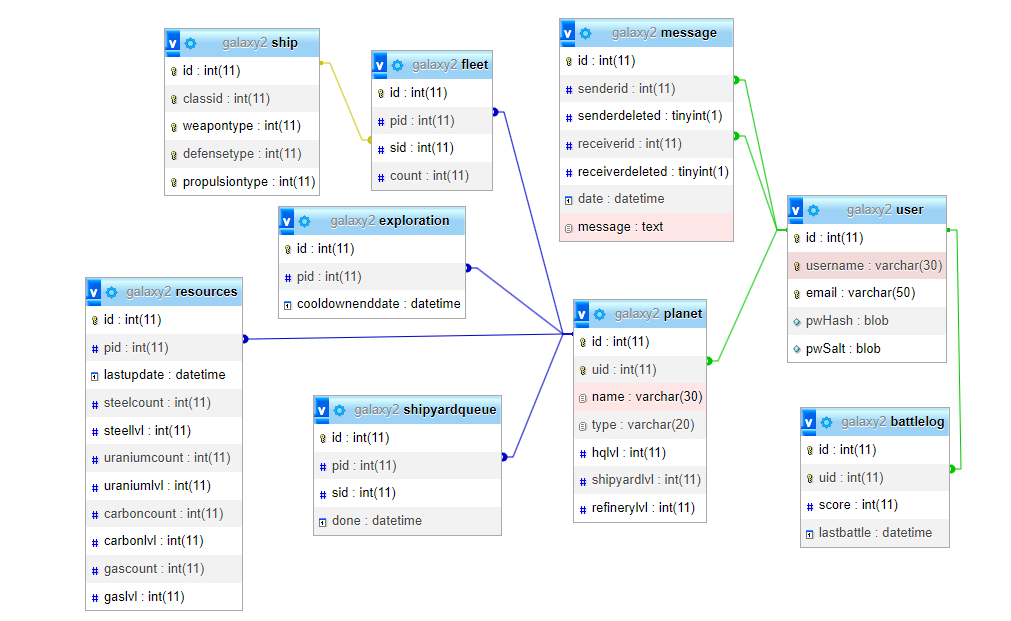 galaxy2 ship
id : int(11)
classid : int(11)
weapontype : int(11)
defensetype : int(11)
propulsiontype : int(11)
galaxy2 fleet
id : int(11)
pid : int(11)
sid : int(11)
count : int(11)
galaxy2 message
id : int(11)
senderid : int(11)
senderdeleted : tinyint(1)
receiverid : int(11)
receiverdeleted : tinyint(1)
date : datetime
message : text
galaxy2 user
id : int(11)
username : varchar(30)
email : varchar(50)
pwHash : blob
pwSalt : blob
galaxy2 exploration
id : int(11)
pid : int(11)
cooldownenddate : datetime
galaxy2 resources
id : int(11)
pid : int(11)
lastupdate : datetime
steelcount : int(11)
steellvl : int(11)
uraniumcount : int(11)
uraniumlvl : int(11)
carboncount : int(11)
carbonlvl : int(11)
gascount : int(11)
gaslvl : int(11)
galaxy2 planet
id : int(11)
uid : int(11)
name : varchar(30)
type : varchar(20)
hqlvl : int(11)
shipyardlvl : int(11)
refinerylvl : int(11)
galaxy2 shipyardqueue
id : int(11)
pid : int(11)
sid : int(11)
done : datetime
galaxy2 battlelog
id : int(11)
uid : int(11)
score : int(11)
lastbattle : datetime